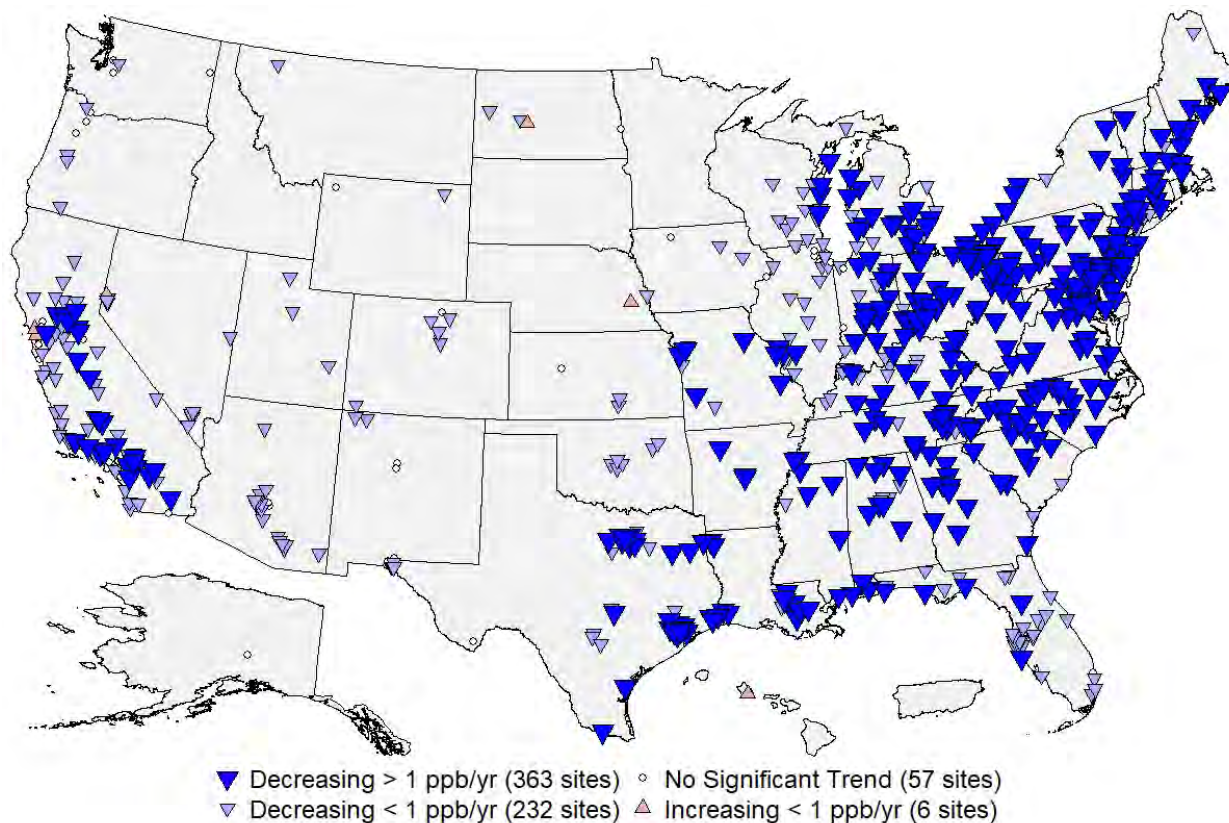 Decreasing > 1 ppb/yr (363 sites)
No Significant Trend (57 sites)
Decreasing < 1 ppb/yr (232 sites)
Increasing < 1 ppb/yr (6 sites)